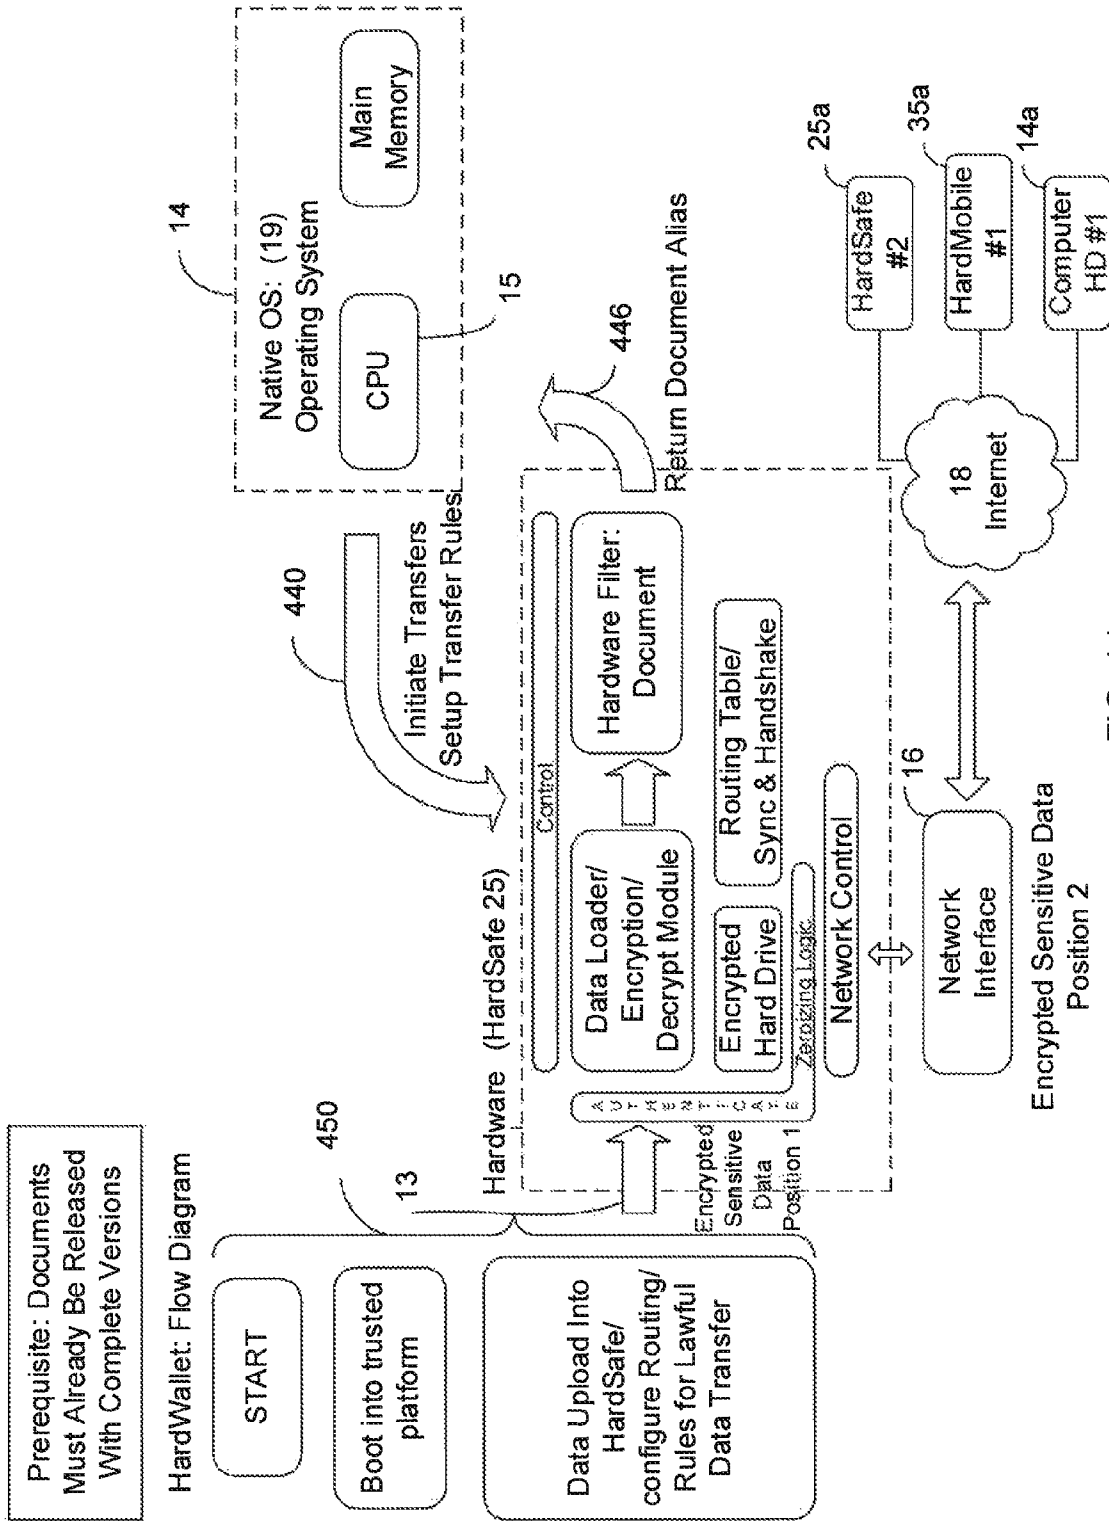 Prerequisite: Documents
Must Already Be Released
With Complete Versions
HardWallet: Flow Diagram
START
Boot into trusted
platform
Data Upload Into
HardSafe/
configure Routing/
Rules for Lawful
Data Transfer
450
13
Hardware (HardSafe 25)
Control
Data Loader/
Encryption/
Decrypt Module
Hardware Filter:
Document
Encrypted
Hard Drive
Routing Table/
Sync & Handshake
AUTHENTICATE
Zeroizing Logic
Network Control
Encrypted
Sensitive
Data
Position 1
440
Initiate Transfers
Setup Transfer Rules
14
Native OS: (19)
Operating System
CPU
Main
Memory
15
446
Return Document Alias
16
Network
Interface
Encrypted Sensitive Data
Position 2
18
Internet
HardSafe
#2
25a
HardMobile
#1
35a
Computer
HD #1
14a